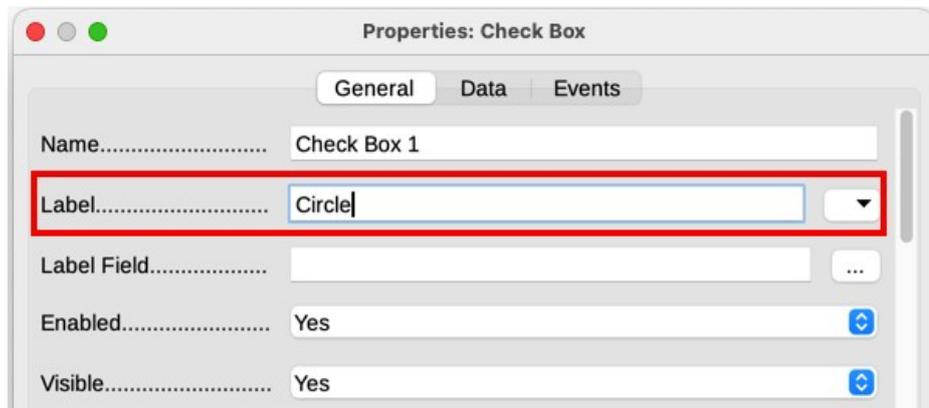 Properties: Check Box
General Data Events
Name........................... Check Box 1
Label............................ Circle
Label Field................... ...
Enabled........................ Yes
Visible........................... Yes